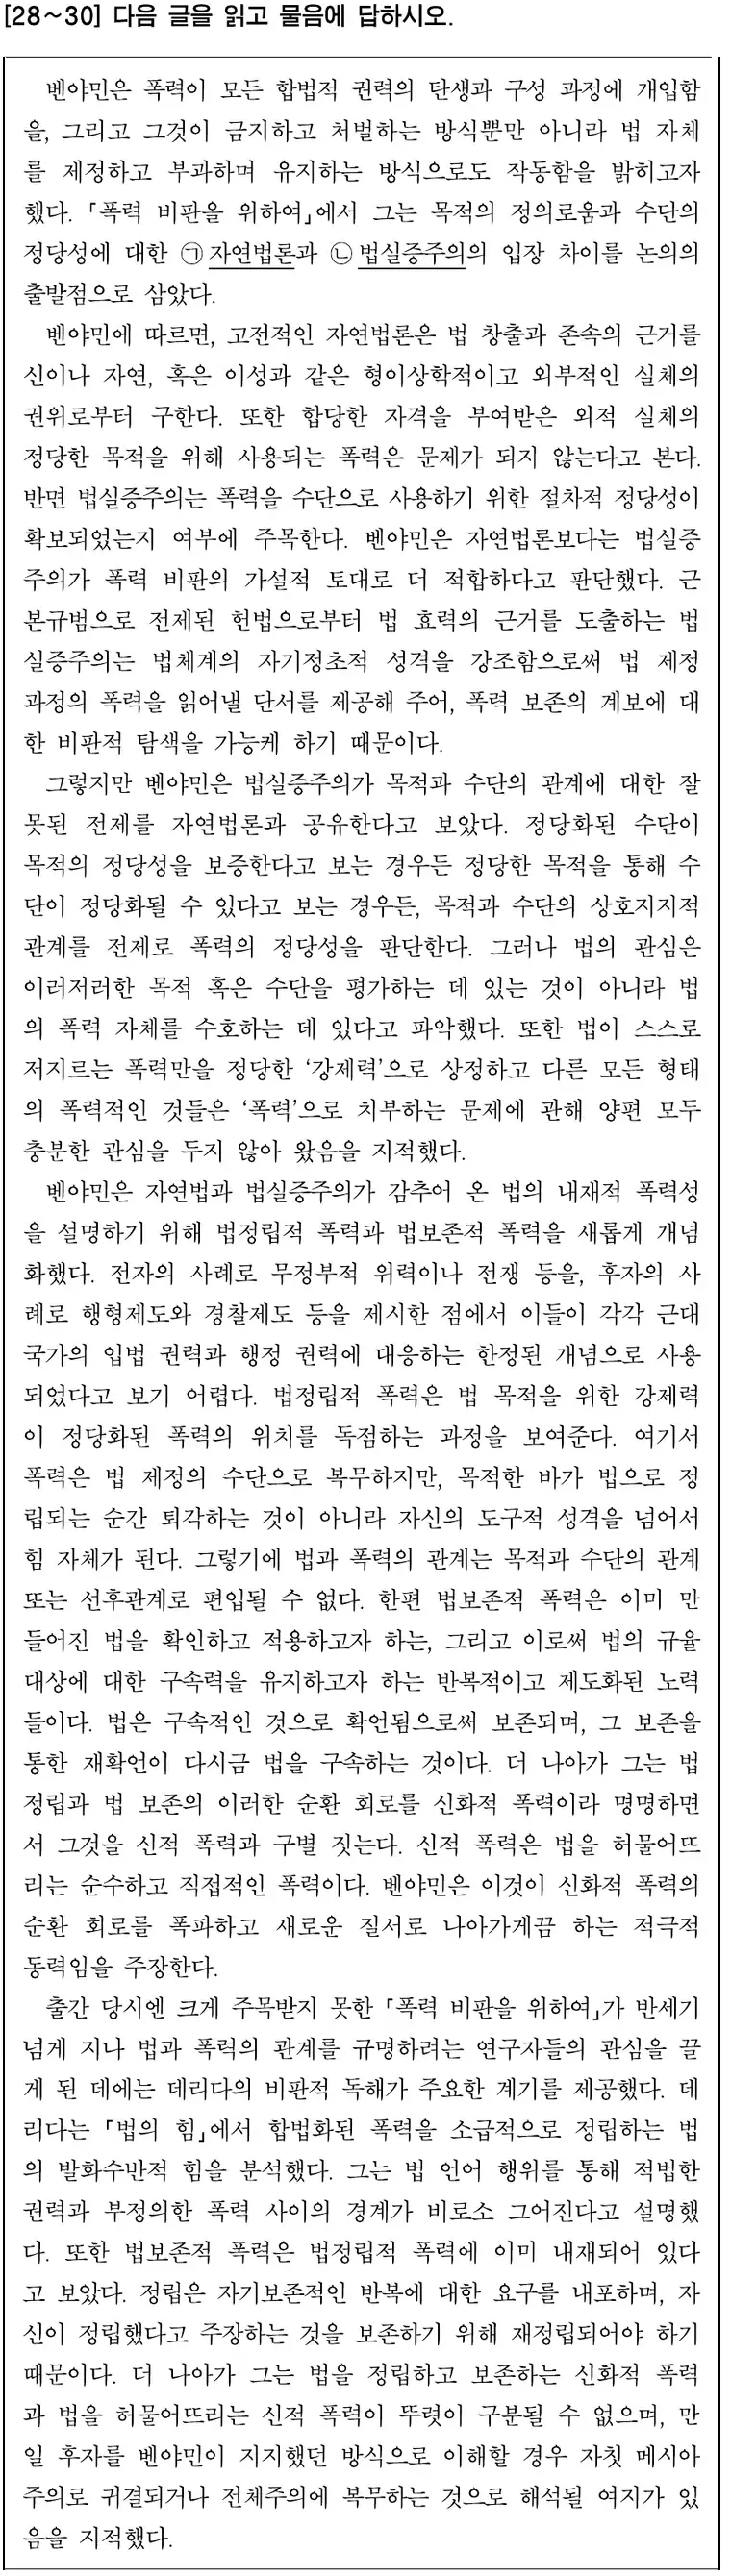 [28~30] 다음 글을 읽고 물음에 답하시오.
벤야민은 폭력이 모든 합법적 권력의 탄생과 구성 과정에 개입함
을, 그리고 그것이 금지하고 처벌하는 방식뿐만 아니라 법 자체
를 제정하고 부과하며 유지하는 방식으로도 작동함을 밝히고자
했다. 「폭력 비판을 위하여」에서 그는 목적의 정의로움과 수단의
정당성에 대한 ㉠자연법론과 ㉡법실증주의의 입장 차이를 논의의
출발점으로 삼았다.
벤야민에 따르면, 고전적인 자연법론은 법 창출과 존속의 근거를
신이나 자연, 혹은 이성과 같은 형이상학적이고 외부적인 실체의
권위로부터 구한다. 또한 합당한 자격을 부여받은 외적 실체의
정당한 목적을 위해 사용되는 폭력은 문제가 되지 않는다고 본다.
반면 법실증주의는 폭력을 수단으로 사용하기 위한 절차적 정당성이
확보되었는지 여부에 주목한다. 벤야민은 자연법론보다는 법실증
주의가 폭력 비판의 가설적 토대로 더 적합하다고 판단했다. 근
본규범으로 전제된 헌법으로부터 법 효력의 근거를 도출하는 법
실증주의는 법체계의 자기정초적 성격을 강조함으로써 법 제정
과정의 폭력을 읽어낼 단서를 제공해 주어, 폭력 보존의 계보에 대
한 비판적 탐색을 가능케 하기 때문이다.
그렇지만 벤야민은 법실증주의가 목적과 수단의 관계에 대한 잘
못된 전제를 자연법론과 공유한다고 보았다. 정당화된 수단이
목적의 정당성을 보증한다고 보는 경우든 정당한 목적을 통해 수
단이 정당화될 수 있다고 보는 경우든, 목적과 수단의 상호지지적
관계를 전제로 폭력의 정당성을 판단한다. 그러나 법의 관심은
이러저러한 목적 혹은 수단을 평가하는 데 있는 것이 아니라 법
의 폭력 자체를 수호하는 데 있다고 파악했다. 또한 법이 스스로
저지르는 폭력만을 정당한 ‘강제력’으로 상정하고 다른 모든 형태
의 폭력적인 것들은 ‘폭력’으로 치부하는 문제에 관해 양편 모두
충분한 관심을 두지 않아 왔음을 지적했다.
벤야민은 자연법과 법실증주의가 감추어 온 법의 내재적 폭력성
을 설명하기 위해 법정립적 폭력과 법보존적 폭력을 새롭게 개념
화했다. 전자의 사례로 무정부적 위력이나 전쟁 등을, 후자의 사
례로 행형제도와 경찰제도 등을 제시한 점에서 이들이 각각 근대
국가의 입법 권력과 행정 권력에 대응하는 한정된 개념으로 사용
되었다고 보기 어렵다. 법정립적 폭력은 법 목적을 위한 강제력
이 정당화된 폭력의 위치를 독점하는 과정을 보여준다. 여기서
폭력은 법 제정의 수단으로 복무하지만, 목적한 바가 법으로 정
립되는 순간 퇴각하는 것이 아니라 자신의 도구적 성격을 넘어서
힘 자체가 된다. 그렇기에 법과 폭력의 관계는 목적과 수단의 관계
또는 선후관계로 편입될 수 없다. 한편 법보존적 폭력은 이미 만
들어진 법을 확인하고 적용하고자 하는, 그리고 이로써 법의 규율
대상에 대한 구속력을 유지하고자 하는 반복적이고 제도화된 노력
들이다. 법은 구속적인 것으로 확언됨으로써 보존되며, 그 보존을
통한 재확언이 다시금 법을 구속하는 것이다. 더 나아가 그는 법
정립과 법 보존의 이러한 순환 회로를 신화적 폭력이라 명명하면
서 그것을 신적 폭력과 구별 짓는다. 신적 폭력은 법을 허물어뜨
리는 순수하고 직접적인 폭력이다. 벤야민은 이것이 신화적 폭력의
순환 회로를 폭파하고 새로운 질서로 나아가게끔 하는 적극적
동력임을 주장한다.
출간 당시엔 크게 주목받지 못한 「폭력 비판을 위하여」가 반세기
넘게 지나 법과 폭력의 관계를 규명하려는 연구자들의 관심을 끌
게 된 데에는 데리다의 비판적 독해가 주요한 계기를 제공했다. 데
리다는 「법의 힘」에서 합법화된 폭력을 소급적으로 정립하는 법
의 발화수반적 힘을 분석했다. 그는 법 언어 행위를 통해 적법한
권력과 부정의한 폭력 사이의 경계가 비로소 그어진다고 설명했
다. 또한 법보존적 폭력은 법정립적 폭력에 이미 내재되어 있다
고 보았다. 정립은 자기보존적인 반복에 대한 요구를 내포하며, 자
신이 정립했다고 주장하는 것을 보존하기 위해 재정립되어야 하기
때문이다. 더 나아가 그는 법을 정립하고 보존하는 신화적 폭력
과 법을 허물어뜨리는 신적 폭력이 뚜렷이 구분될 수 없으며, 만
일 후자를 벤야민이 지지했던 방식으로 이해할 경우 자칫 메시아
주의로 귀결되거나 전체주의에 복무하는 것으로 해석될 여지가 있
음을 지적했다.